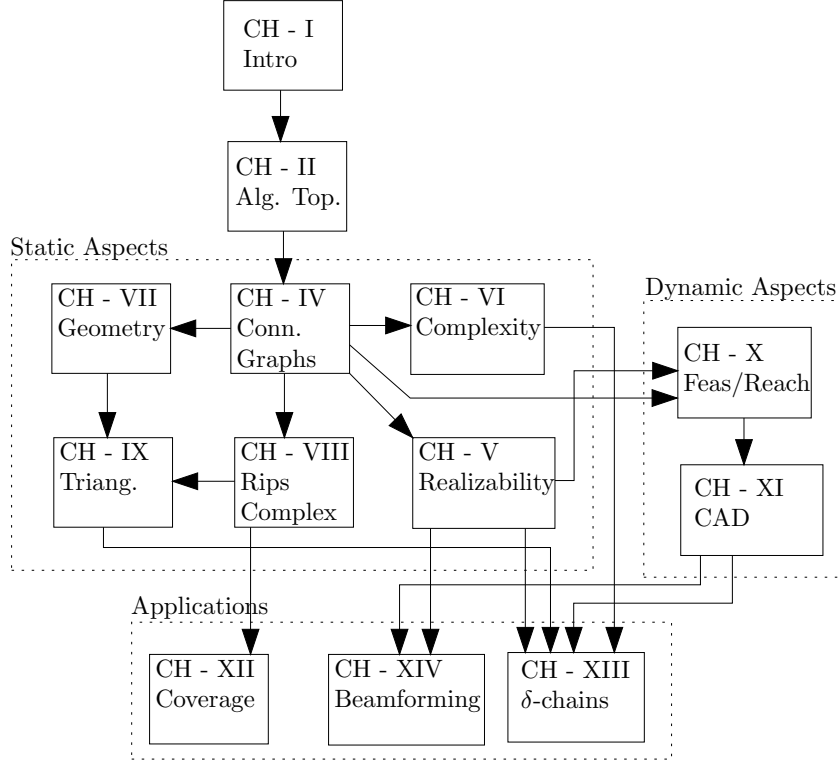 CH - I
Intro
CH - II
Alg. Top.
Static Aspects
CH - VII
Geometry
CH - IV
Conn.
Graphs
CH - VI
Complexity
Dynamic Aspects
CH - X
Feas/Reach
CH - IX
Triang.
CH - VIII
Rips
Complex
CH - V
Realizability
CH - XI
CAD
Applications
CH - XII
Coverage
CH - XIV
Beamforming
CH - XIII
δ-chains